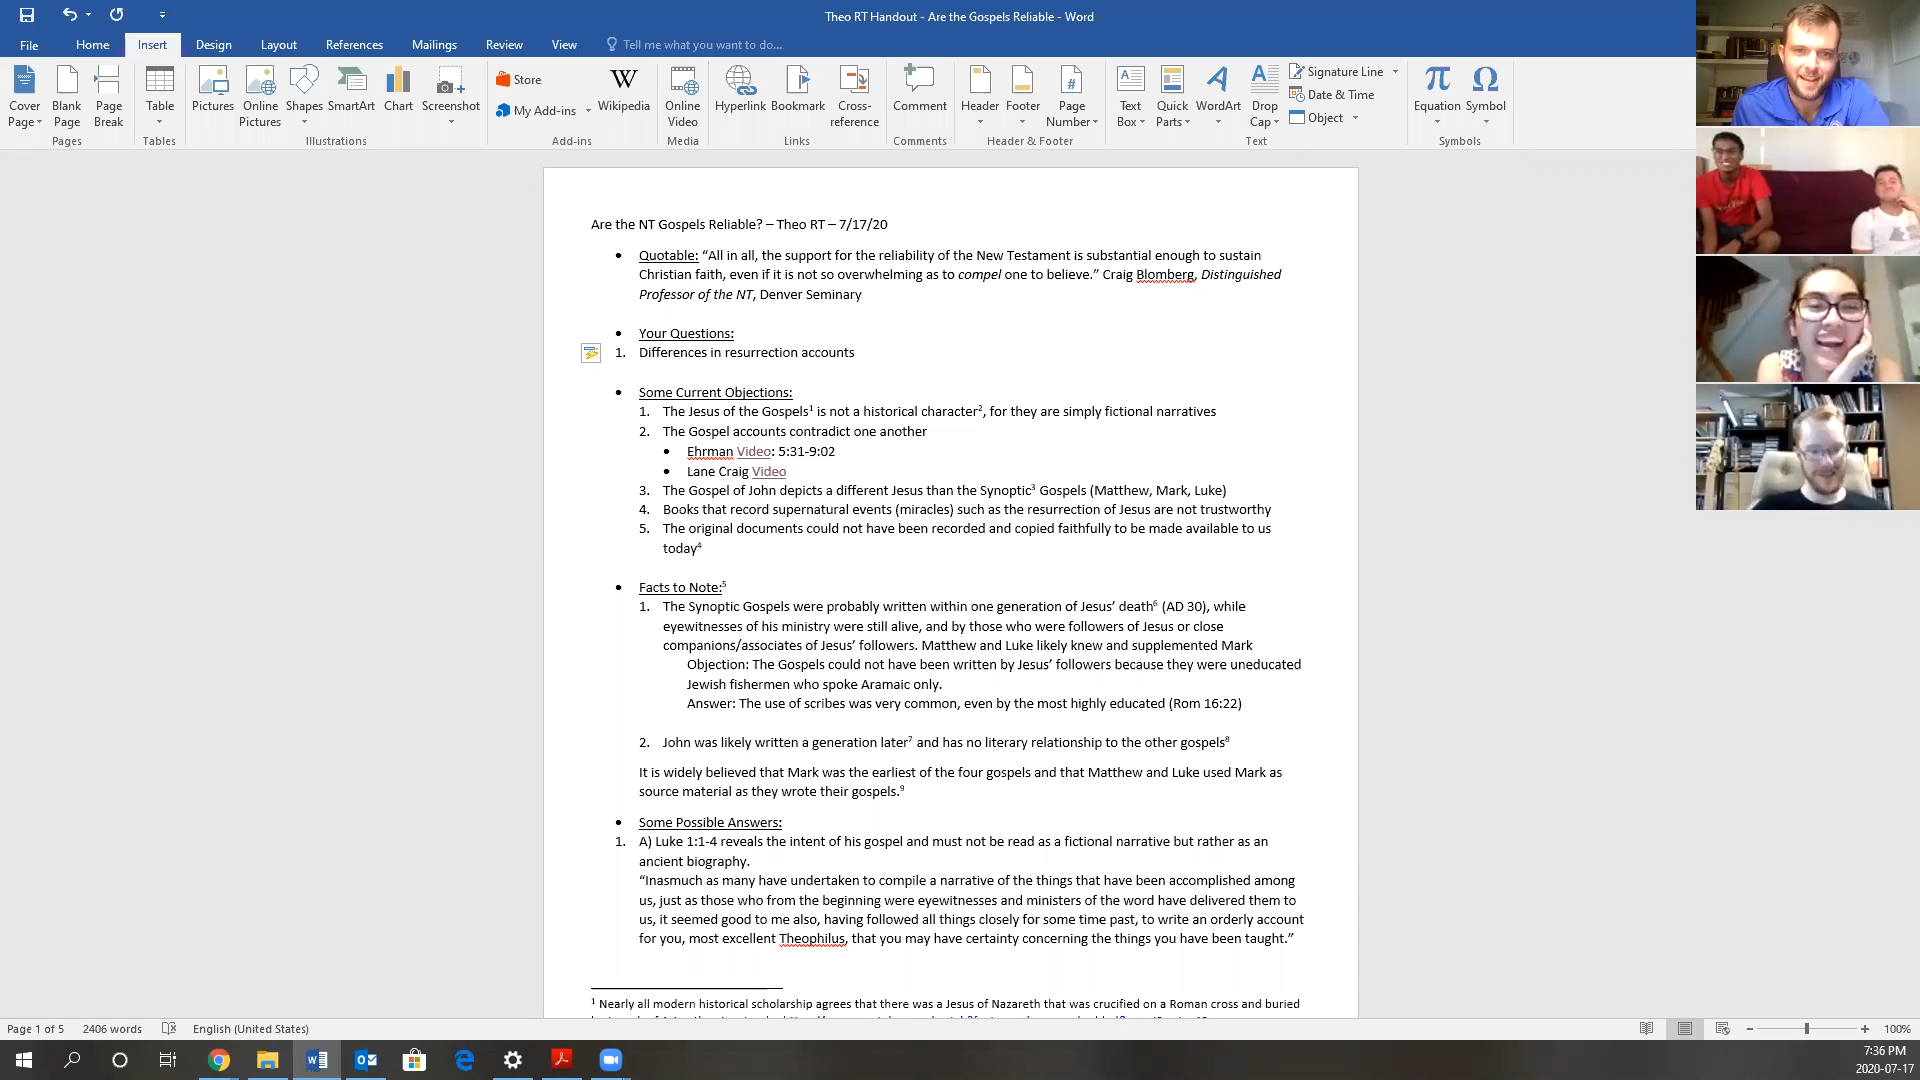 Theo RT Handout - Are the Gospels Reliable - Word
File Home Insert Design Layout References Mailings Review View Tell me what you want to do...
Cover Page Blank Page Page Break Table Pictures Online Pictures Shapes SmartArt Chart Screenshot Store My Add-ins Wikipedia Online Video Hyperlink Bookmark Cross-reference Comment Header Footer Page Number Text Box Quick Parts WordArt Drop Cap Signature Line Date & Time Object Equation Symbol
Pages Tables Illustrations Add-ins Media Links Comments Header & Footer Text Symbols
Are the NT Gospels Reliable? – Theo RT – 7/17/20
• Quotable: “All in all, the support for the reliability of the New Testament is substantial enough to sustain
Christian faith, even if it is not so overwhelming as to compel one to believe.” Craig Blomberg, Distinguished
Professor of the NT, Denver Seminary
• Your Questions:
1. Differences in resurrection accounts
• Some Current Objections:
1. The Jesus of the Gospels¹ is not a historical character², for they are simply fictional narratives
2. The Gospel accounts contradict one another
• Ehrman Video: 5:31-9:02
• Lane Craig Video
3. The Gospel of John depicts a different Jesus than the Synoptic³ Gospels (Matthew, Mark, Luke)
4. Books that record supernatural events (miracles) such as the resurrection of Jesus are not trustworthy
5. The original documents could not have been recorded and copied faithfully to be made available to us
today⁴
• Facts to Note:⁵
1. The Synoptic Gospels were probably written within one generation of Jesus’ death⁶ (AD 30), while
eyewitnesses of his ministry were still alive, and by those who were followers of Jesus or close
companions/associates of Jesus’ followers. Matthew and Luke likely knew and supplemented Mark
Objection: The Gospels could not have been written by Jesus’ followers because they were uneducated
Jewish fishermen who spoke Aramaic only.
Answer: The use of scribes was very common, even by the most highly educated (Rom 16:22)
2. John was likely written a generation later⁷ and has no literary relationship to the other gospels⁸
It is widely believed that Mark was the earliest of the four gospels and that Matthew and Luke used Mark as
source material as they wrote their gospels.⁹
• Some Possible Answers:
1. A) Luke 1:1-4 reveals the intent of his gospel and must not be read as a fictional narrative but rather as an
ancient biography.
“Inasmuch as many have undertaken to compile a narrative of the things that have been accomplished among
us, just as those who from the beginning were eyewitnesses and ministers of the word have delivered them to
us, it seemed good to me also, having followed all things closely for some time past, to write an orderly account
for you, most excellent Theophilus, that you may have certainty concerning the things you have been taught.”
¹ Nearly all modern historical scholarship agrees that there was a Jesus of Nazareth that was crucified on a Roman cross and buried
Page 1 of 5 2406 words English (United States) 100%
7:36 PM
2020-07-17